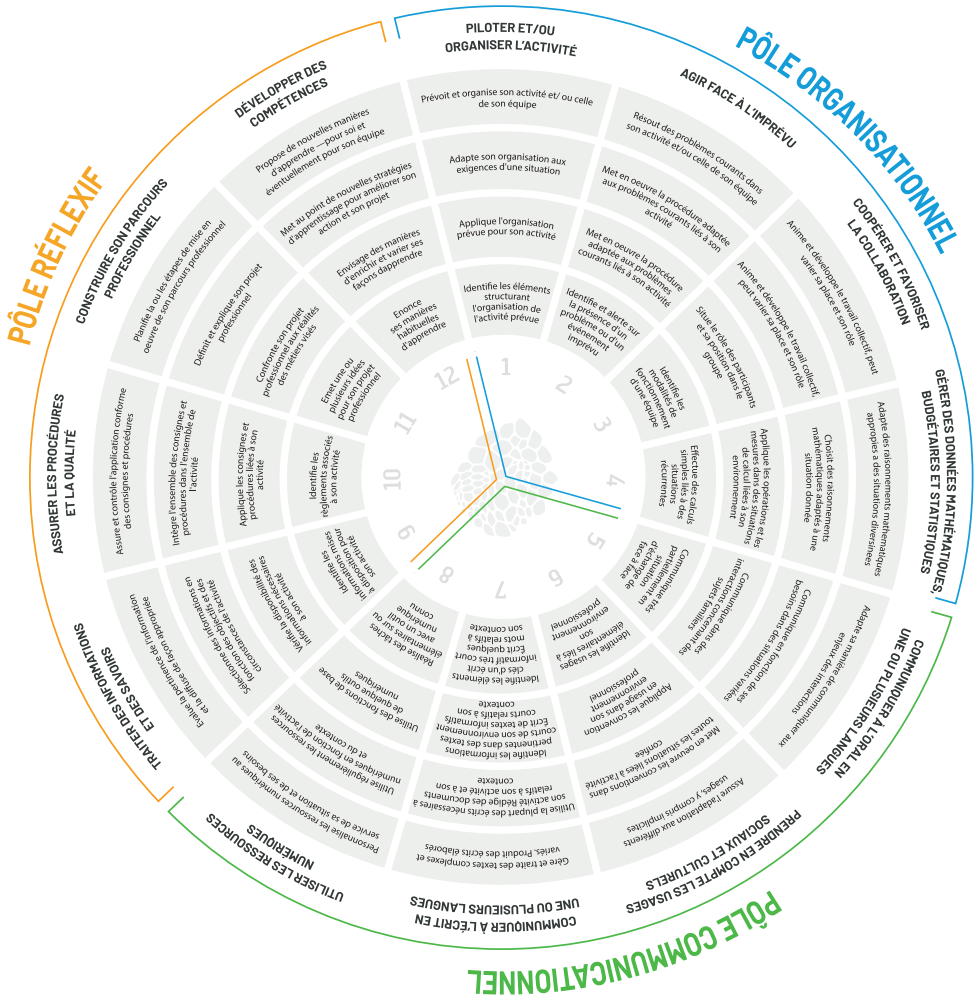 PÔLE ORGANISATIONNEL
PILOTER ET/OU
ORGANISER L'ACTIVITÉ
Prévoit et organise son activité et/ ou celle
de son équipe
Adapte son organisation aux
exigences d'une situation
Applique l'organisation
prévue pour son activité
Identifie les éléments
structurant
l'organisation de
l'activité prévue
1
AGIR FACE À L'IMPRÉVU
Résout des problèmes courants dans
son activité et/ou celle de son équipe
Met en oeuvre la procédure adaptée
aux problèmes courants liés à son
activité
Met en oeuvre la procédure
adaptée aux problèmes
courants liés à son activité
Identifie et alerte sur
la présence d'un
problème ou d'un
événement
imprévu
2
COOPÉRER ET FAVORISER
LA COLLABORATION
Anime et développe le travail collectif, peut
varier sa place et son rôle
Anime et développe le travail collectif,
peut varier sa place et son rôle
Situe le rôle des participants
et sa position dans le
groupe
Identifie les
modalités de
fonctionnement
d'une équipe
3
GÉRER DES DONNÉES MATHÉMATIQUES,
BUDGÉTAIRES ET STATISTIQUES
Adapte des raisonnements mathematiques
appropies a des situations diversinees
Choisit des raisonnements
mathématiques adaptés à une
situation donnée
Applique les opérations et les
mesures dans des situations
de calcul liées à son
environnement
Effectue des calculs
simples liés à des
situations
récurrentes
4
PÔLE COMMUNICATIONNEL
COMMUNIQUER À L'ORAL EN
UNE OU PLUSIEURS LANGUES
Adapte sa manière de communiquer aux
enjeux des interactions
Communique en fonction de ses
besoins dans des situations variées
Communique dans des
interactions concernant des
sujets familiers
Communique très
partiellement en
situation
d'échange de
face à face
5
PRENDRE EN COMPTE LES USAGES
SOCIAUX ET CULTURELS
Assure l'adaptation aux différents
usages, y compris implicites
Met en oeuvre les conventions dans
toutes les situations liées à l'activité
confiée
Applique les convention
en usage dans son
environnement
professionnel
Identifie les usages
élémentaires liés à
son
environnement
professionnel
6
COMMUNIQUER À L'ÉCRIT EN
UNE OU PLUSIEURS LANGUES
Gère et traite des textes complexes et
variés. Produit des écrits élaborés
Utilise la plupart des écrits nécessaires à
son activité Rédige des documents
relatifs à son activité et à son
contexte
Identifie les informations
pertinentes dans des textes
courts de son environnement
Écrit de textes informatifs
courts relatifs à son
contexte
Identifie les éléments
clés d'un écrit
informatif très court
Écrit quelques
mots relatifs à
son contexte
7
UTILISER LES RESSOURCES
NUMÉRIQUES
Personnalise les ressources numériques au
service de sa situation et de ses besoins
Utilise régulièrement les ressources
numériques en fonction de l'activité
et du contexte
Utilise des fonctions de base
de quelque outils
numériques
Réalise des tâches
élémentaires sur ou
avec un outil
numérique
connu
8
PÔLE RÉFLEXIF
TRAITER DES INFORMATIONS
ET DES SAVOIRS
Evalue la pertinence de l'information
et la diffuse de façon appropriée
Sélectionne des informations en
fonction des objectifs et des
circonstances de l'activité
Vérifie la disponibilité des
informations nécessaires
à son activité
Identifie les
informations mises
à disposition pour
son activité
9
ASSURER LES PROCÉDURES
ET LA QUALITÉ
Assure et contrôle l'application conforme
des consignes et procédures
Intègre l'ensemble des consignes et
procédures dans l'ensemble de
l'activité
Applique les consignes et
procédures liées à son
activité
Identifie les
règlements associés
à son activité
10
CONSTRUIRE SON PARCOURS
PROFESSIONNEL
Planifie la ou les étapes de mise en
oeuvre de son parcours professionnel
Définit et explique son projet
professionnel
Confronte son projet
professionnel aux réalités
des métiers visés
Emet une ou
plusieurs idées
pour son projet
professionnel
11
DÉVELOPPER DES
COMPÉTENCES
Propose de nouvelles manières
d'apprendre —pour soi et
éventuellement pour son équipe
Met au point de nouvelles stratégies
d'apprentissage pour améliorer son
action et son projet
Envisage des manières
d'enrichir et varier ses
façons dapprendre
Enonce
ses manières
habituelles
d'apprendre
12